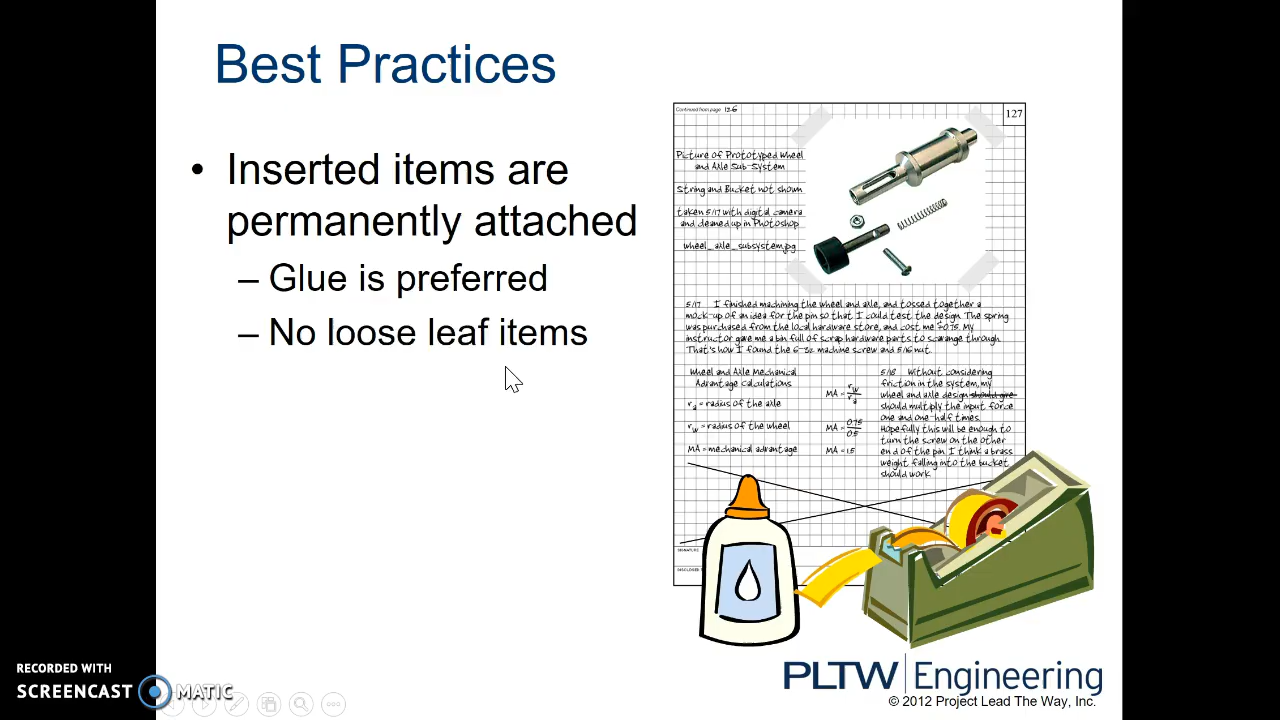 Best Practices
• Inserted items are
permanently attached
– Glue is preferred
– No loose leaf items
Continued from page 126
127
Picture of Prototyped Wheel
and Axle Sub-System
String and Bucket not shown
taken 5/17 with digital camera
and cleaned up in Photoshop
wheel_axle_subsystem.jpg
5/17 I finished machining the wheel and axle, and tossed together a
mock-up of an idea for the pin so that I could test the design. The spring
was purchased from the local hardware store, and cost me $0.75. My
instructor gave me a bin full of scrap hardware parts to scrounge through.
That's how I found the 6-32 machine screw and 5/16 nut.
Wheel and Axle Mechanical
Advantage Calculations
ra = radius of the axle
rw = radius of the wheel
MA = mechanical advantage
MA = rw/ra
MA = 0.75/0.5
MA = 1.5
5/18 Without considering
friction in the system, my
wheel and axle design should give
should multiply the input force
one and one-half times.
Hopefully this will be enough to
turn the screw on the other
end of the pin. I think a brass
weight falling into the bucket
should work.
SIGNATURE
DISCLOSED
PLTW Engineering
© 2012 Project Lead The Way, Inc.
RECORDED WITH
SCREENCAST MATIC